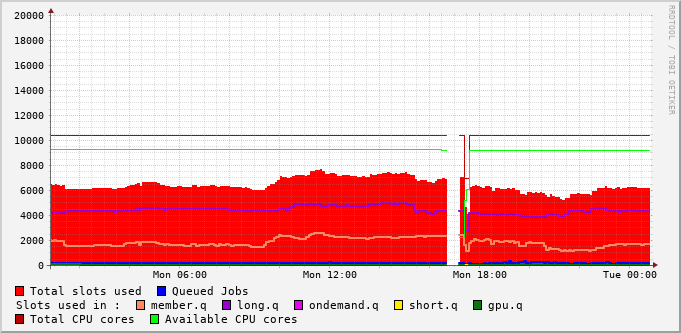 RRDTOOL / TOBI OETIKER
20000
18000
16000
14000
12000
10000
8000
6000
4000
2000
0
Mon 06:00 Mon 12:00 Mon 18:00 Tue 00:00
Total slots used Queued Jobs
Slots used in : member.q long.q ondemand.q short.q gpu.q
Total CPU cores Available CPU cores